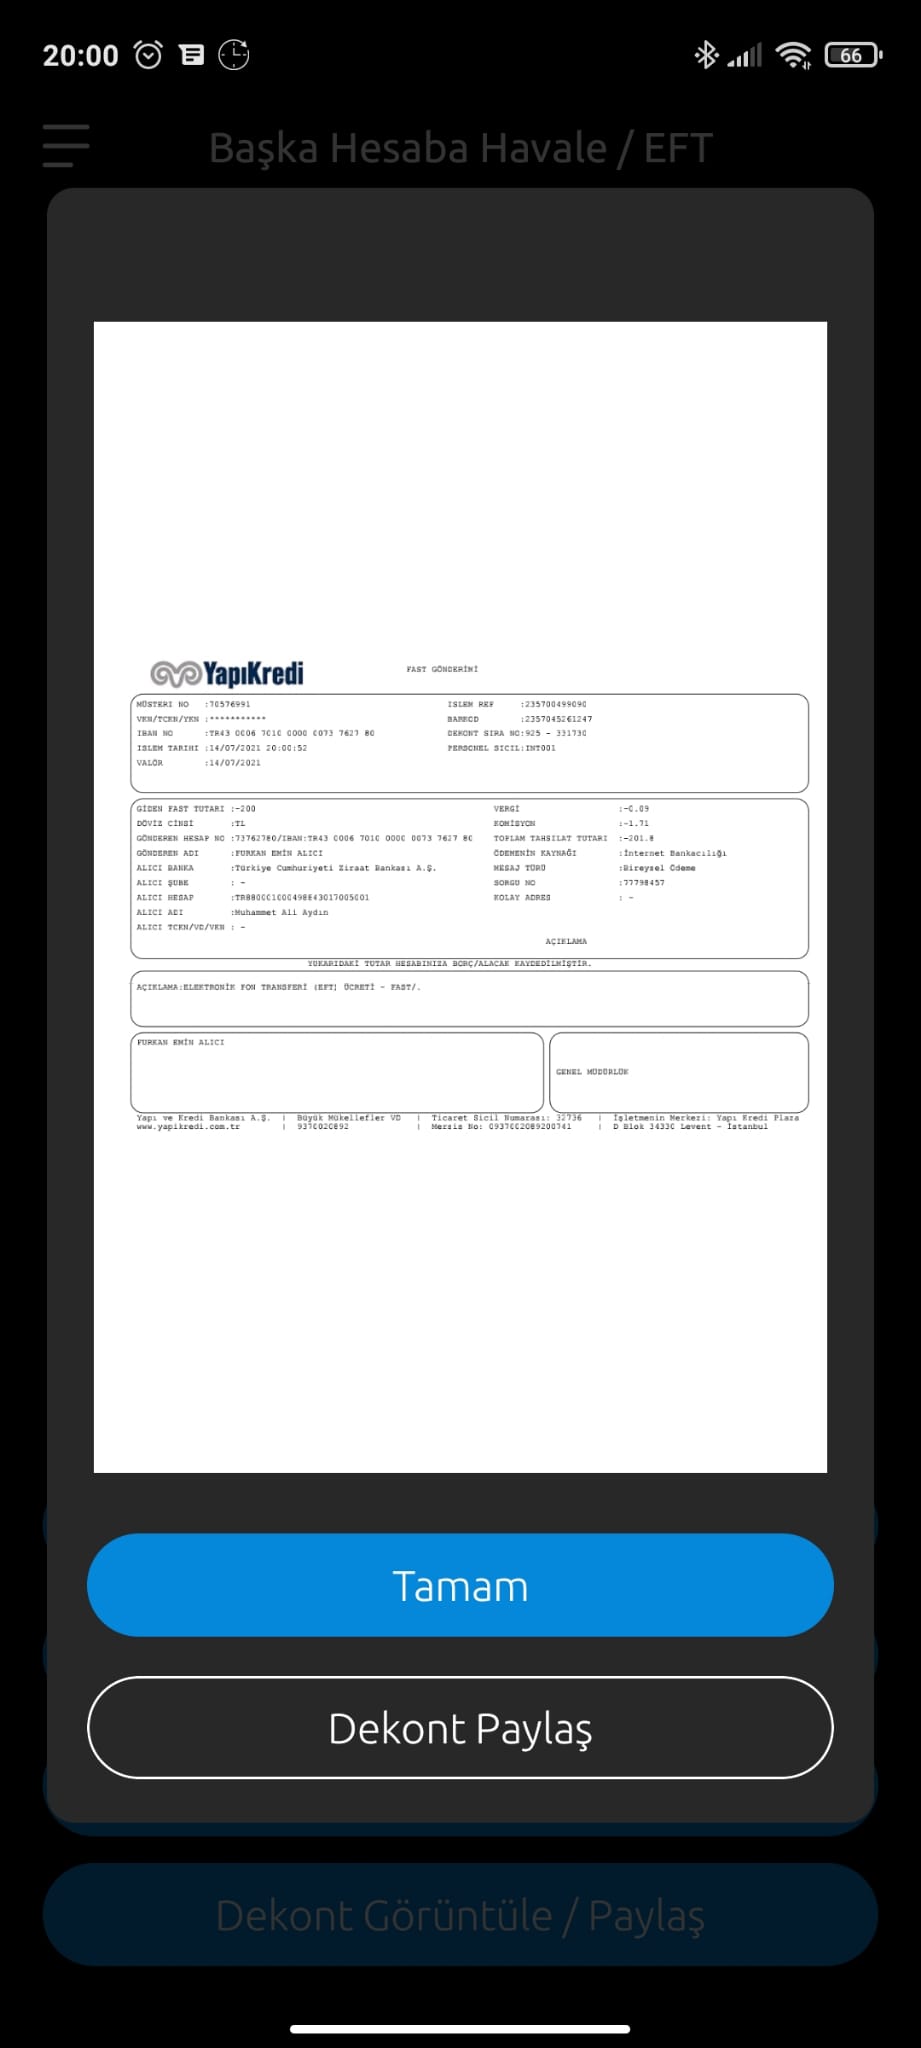 20:00
66
Başka Hesaba Havale / EFT
YapıKredi
FAST GÖNDERİMİ
MÜSTERI NO :70576991
ISLEM REF :235700499090
VKN/TCKN/YKN :***********
BARKOD :2357045261247
IBAN NO :TR43 0006 7010 0000 0073 7627 80
DEKONT SIRA NO:925 - 331730
ISLEM TARIHI :14/07/2021 20:00:52
PERSONEL SICIL:INT001
VALÖR :14/07/2021
GİDEN FAST TUTARI :-200
VERGİ :-0.09
DÖVİZ CİNSİ :TL
KOMİSYON :-1.71
GÖNDEREN HESAP NO :73762780/IBAN:TR43 0006 7010 0000 0073 7627 80
TOPLAM TAHSILAT TUTARI :-201.8
GÖNDEREN ADI :FURKAN EMİN ALICI
ÖDEMENİN KAYNAĞI :İnternet Bankacılığı
ALICI BANKA :Türkiye Cumhuriyeti Ziraat Bankası A.Ş.
MESAJ TÜRÜ :Bireysel Ödeme
ALICI ŞUBE : -
SORGU NO :77798457
ALICI HESAP
KOLAY ADRES : -
ALICI ADI :Muhammet Ali Aydın
ALICI TCKN/VD/VKN : -
AÇIKLAMA
YUKARIDAKİ TUTAR HESABINIZA BORÇ/ALACAK KAYDEDİLMİŞTİR.
AÇIKLAMA:ELEKTRONİK FON TRANSFERİ (EFT) ÜCRETİ - FAST/.
FURKAN EMİN ALICI
GENEL MÜDÜRLÜK
Yapı ve Kredi Bankası A.Ş. | Büyük Mükellefler VD | Ticaret Sicil Numarası: 32736 | İşletmenin Merkezi: Yapı Kredi Plaza
www.yapikredi.com.tr | 9370020892 | Mersis No: 0937002089200741 | D Blok 34330 Levent - İstanbul
Tamam
Dekont Paylaş
Dekont Görüntüle / Paylaş